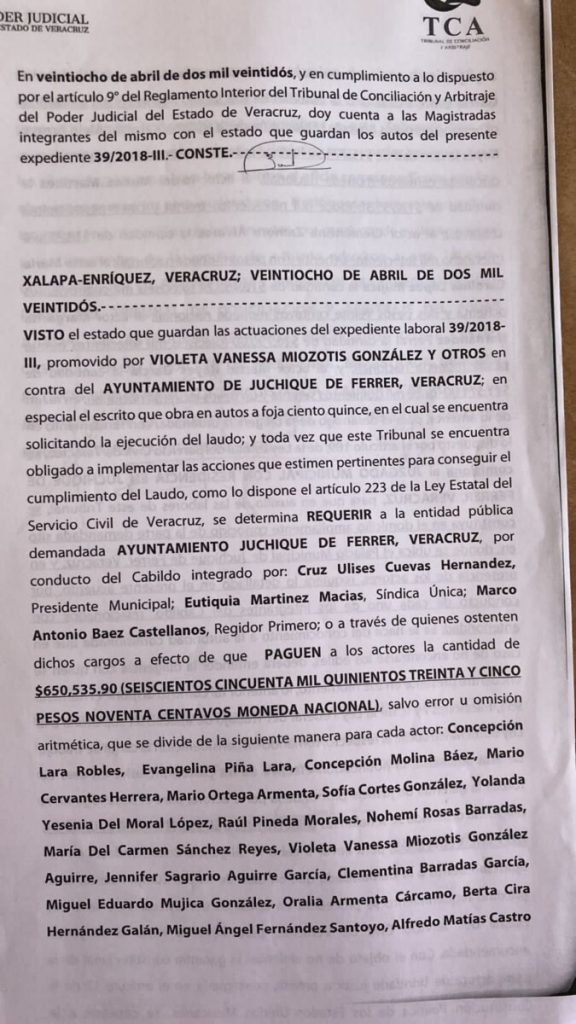 DER JUDICIAL
ESTADO DE VERACRUZ
TCA
TRIBUNAL DE CONCILIACIÓN
Y ARBITRAJE
En veintiocho de abril de dos mil veintidós, y en cumplimiento a lo dispuesto
por el artículo 9° del Reglamento Interior del Tribunal de Conciliación y Arbitraje
del Poder Judicial del Estado de Veracruz, doy cuenta a las Magistradas
integrantes del mismo con el estado que guardan los autos del presente
expediente 39/2018-III.- CONSTE.-
XALAPA-ENRÍQUEZ, VERACRUZ; VEINTIOCHO DE ABRIL DE DOS MIL
VEINTIDÓS.-
VISTO el estado que guardan las actuaciones del expediente laboral 39/2018-
III, promovido por VIOLETA VANESSA MIOZOTIS GONZÁLEZ Y OTROS en
contra del AYUNTAMIENTO DE JUCHIQUE DE FERRER, VERACRUZ; en
especial el escrito que obra en autos a foja ciento quince, en el cual se encuentra
solicitando la ejecución del laudo; y toda vez que este Tribunal se encuentra
obligado a implementar las acciones que estimen pertinentes para conseguir el
cumplimiento del Laudo, como lo dispone el artículo 223 de la Ley Estatal del
Servicio Civil de Veracruz, se determina REQUERIR a la entidad pública
demandada AYUNTAMIENTO JUCHIQUE DE FERRER, VERACRUZ, por
conducto del Cabildo integrado por: Cruz Ulises Cuevas Hernandez,
Presidente Municipal; Eutiquia Martinez Macias, Síndica Única; Marco
Antonio Baez Castellanos, Regidor Primero; o a través de quienes ostenten
dichos cargos a efecto de que PAGUEN a los actores la cantidad de
$650,535.90 (SEISCIENTOS CINCUENTA MIL QUINIENTOS TREINTA Y CINCO
PESOS NOVENTA CENTAVOS MONEDA NACIONAL), salvo error u omisión
aritmética, que se divide de la siguiente manera para cada actor: Concepción
Lara Robles, Evangelina Piña Lara, Concepción Molina Báez, Mario
Cervantes Herrera, Mario Ortega Armenta, Sofía Cortes González, Yolanda
Yesenia Del Moral López, Raúl Pineda Morales, Nohemí Rosas Barradas,
María Del Carmen Sánchez Reyes, Violeta Vanessa Miozotis González
Aguirre, Jennifer Sagrario Aguirre García, Clementina Barradas García,
Miguel Eduardo Mujica González, Oralia Armenta Cárcamo, Berta Cira
Hernández Galán, Miguel Ángel Fernández Santoyo, Alfredo Matías Castro